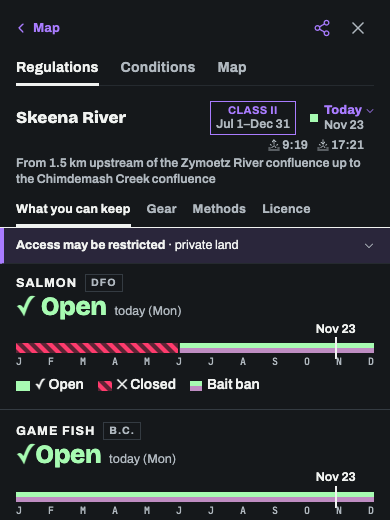 Map
Regulations Conditions Map
Skeena River
CLASS II
Jul 1–Dec 31
Today
Nov 23
9:19 17:21
From 1.5 km upstream of the Zymoetz River confluence up to
the Chimdemash Creek confluence
What you can keep Gear Methods Licence
Access may be restricted · private land
SALMON DFO
✓ Open today (Mon)
Nov 23
J F M A M J J A S O N D
✓ Open ✕ Closed Bait ban
GAME FISH B.C.
✓ Open today (Mon)
Nov 23
J F M A M J J A S O N D